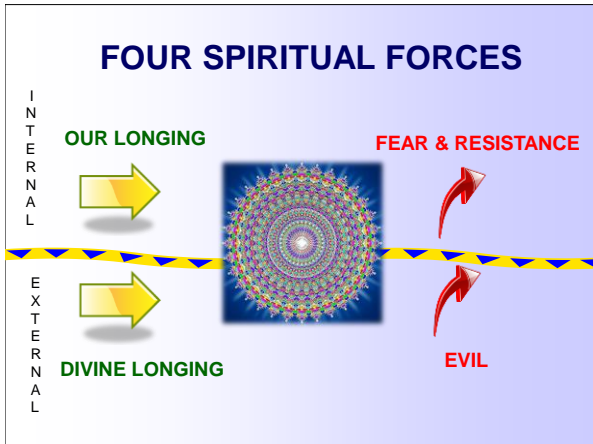 FOUR SPIRITUAL FORCES
INTERNAL
OUR LONGING
FEAR & RESISTANCE
EXTERNAL
DIVINE LONGING
EVIL